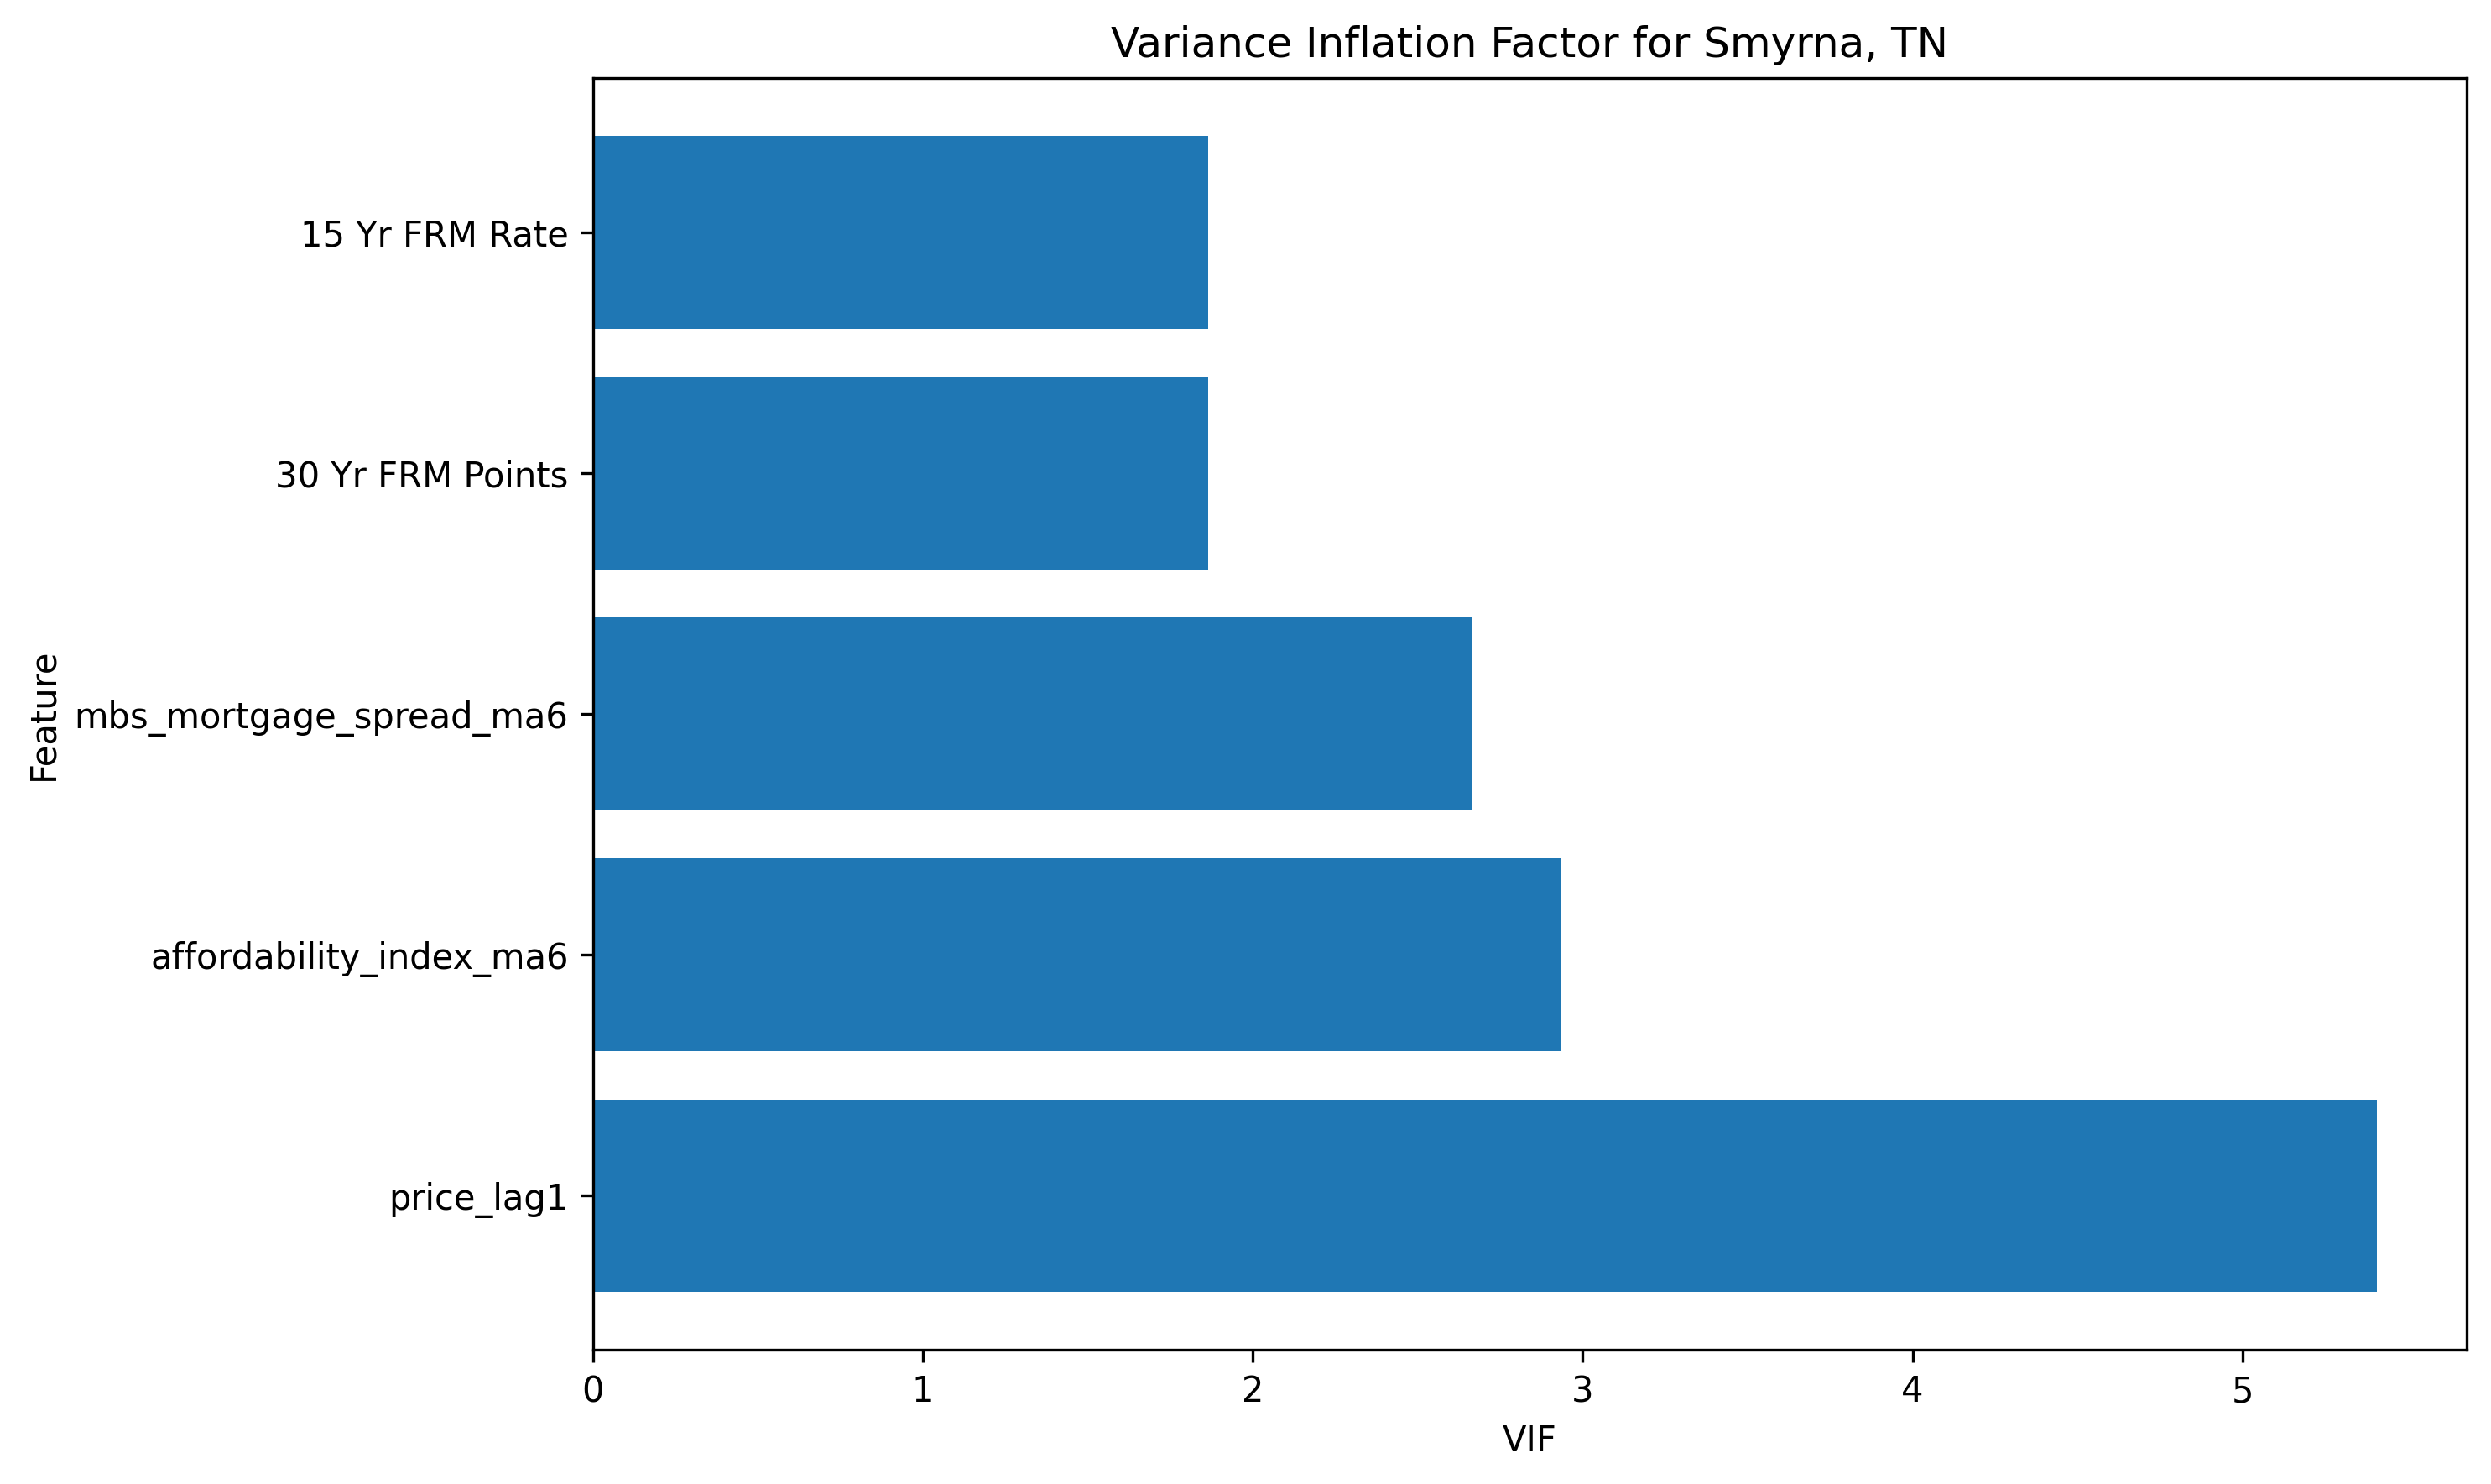 Variance Inflation Factor for Smyrna, TN
15 Yr FRM Rate
30 Yr FRM Points
mbs_mortgage_spread_ma6
affordability_index_ma6
price_lag1
Feature
0 1 2 3 4 5
VIF